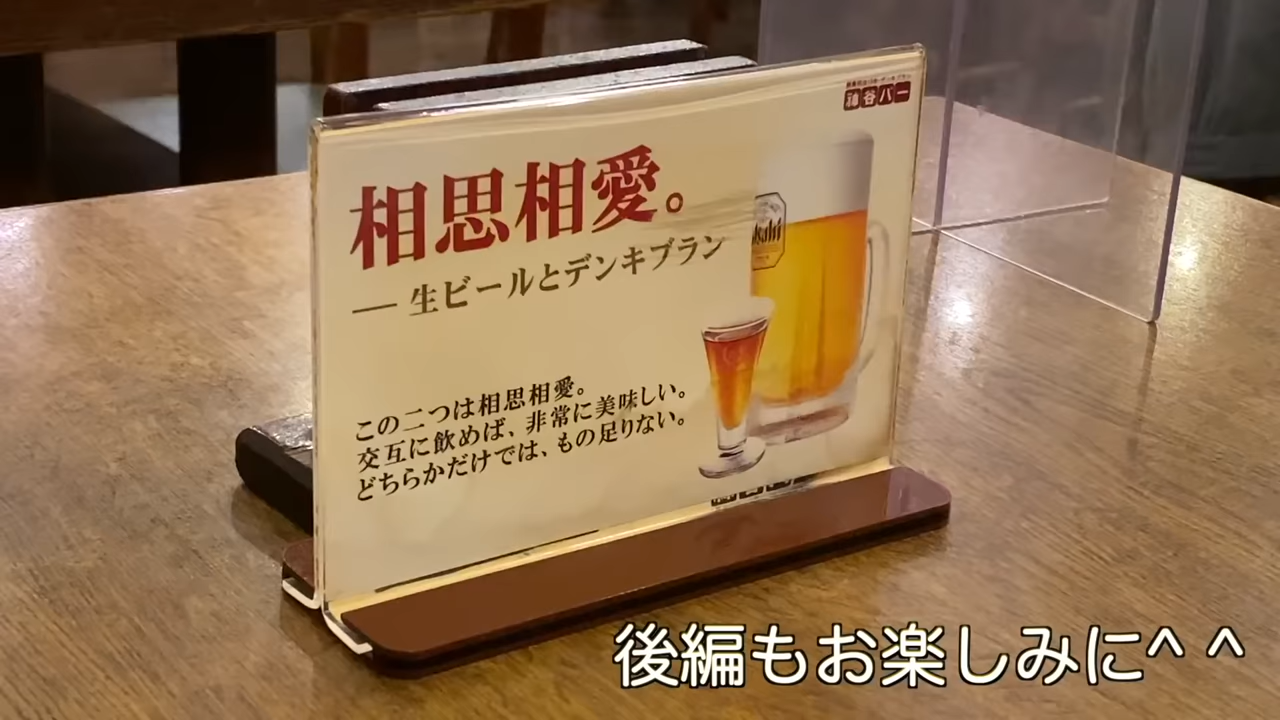 神谷バー
相思相愛。
— 生ビールとデンキブラン
Asahi
この二つは相思相愛。
交互に飲めば、非常に美味しい。
どちらかだけでは、もの足りない。
後編もお楽しみに^ ^